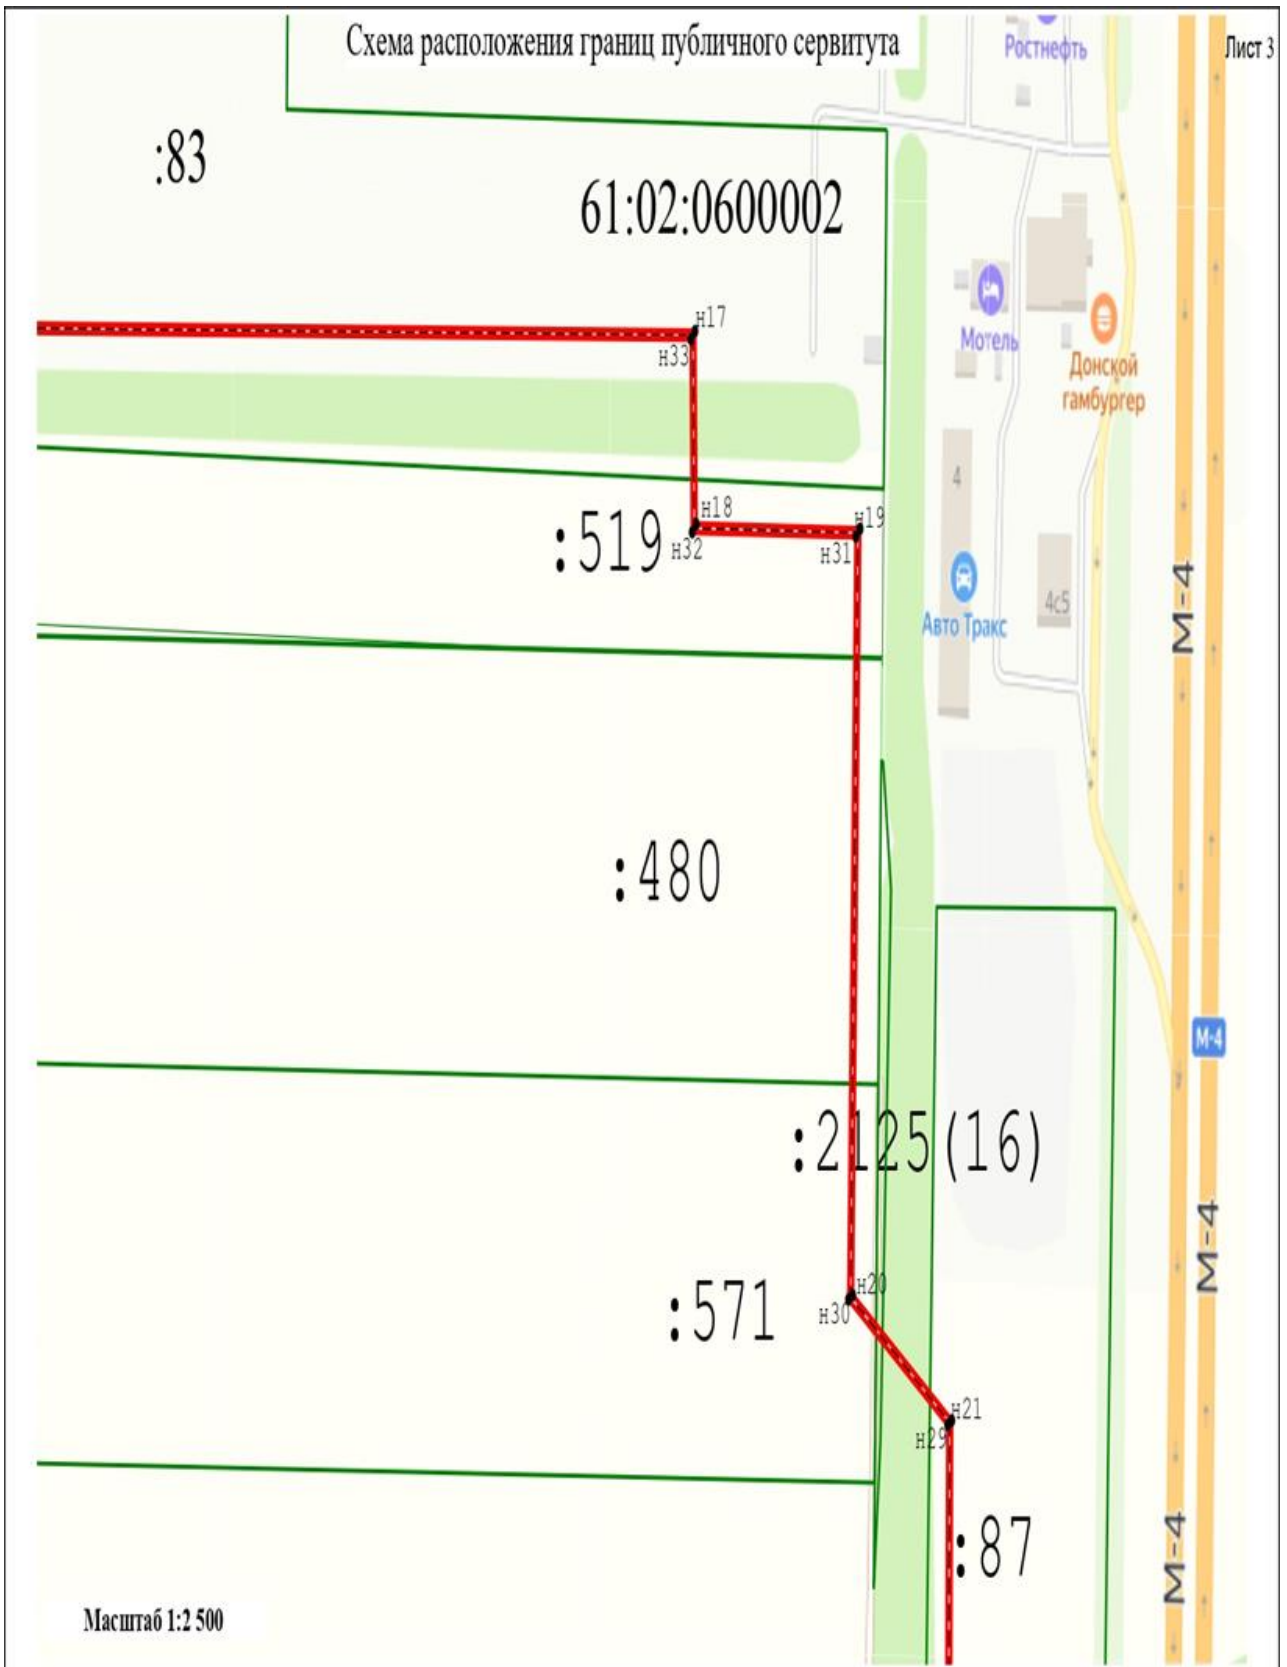 Схема расположения границ публичного сервитута
Лист 3
Ростнефть
:83
61:02:0600002
н17
н33
Мотель
Донской
гамбургер
4
н18
н19
:519
н32
н31
М-4
4с5
Авто Тракс
:480
М-4
:2125(16)
М-4
н20
н30
:571
н21
н29
:87
М-4
Масштаб 1:2 500